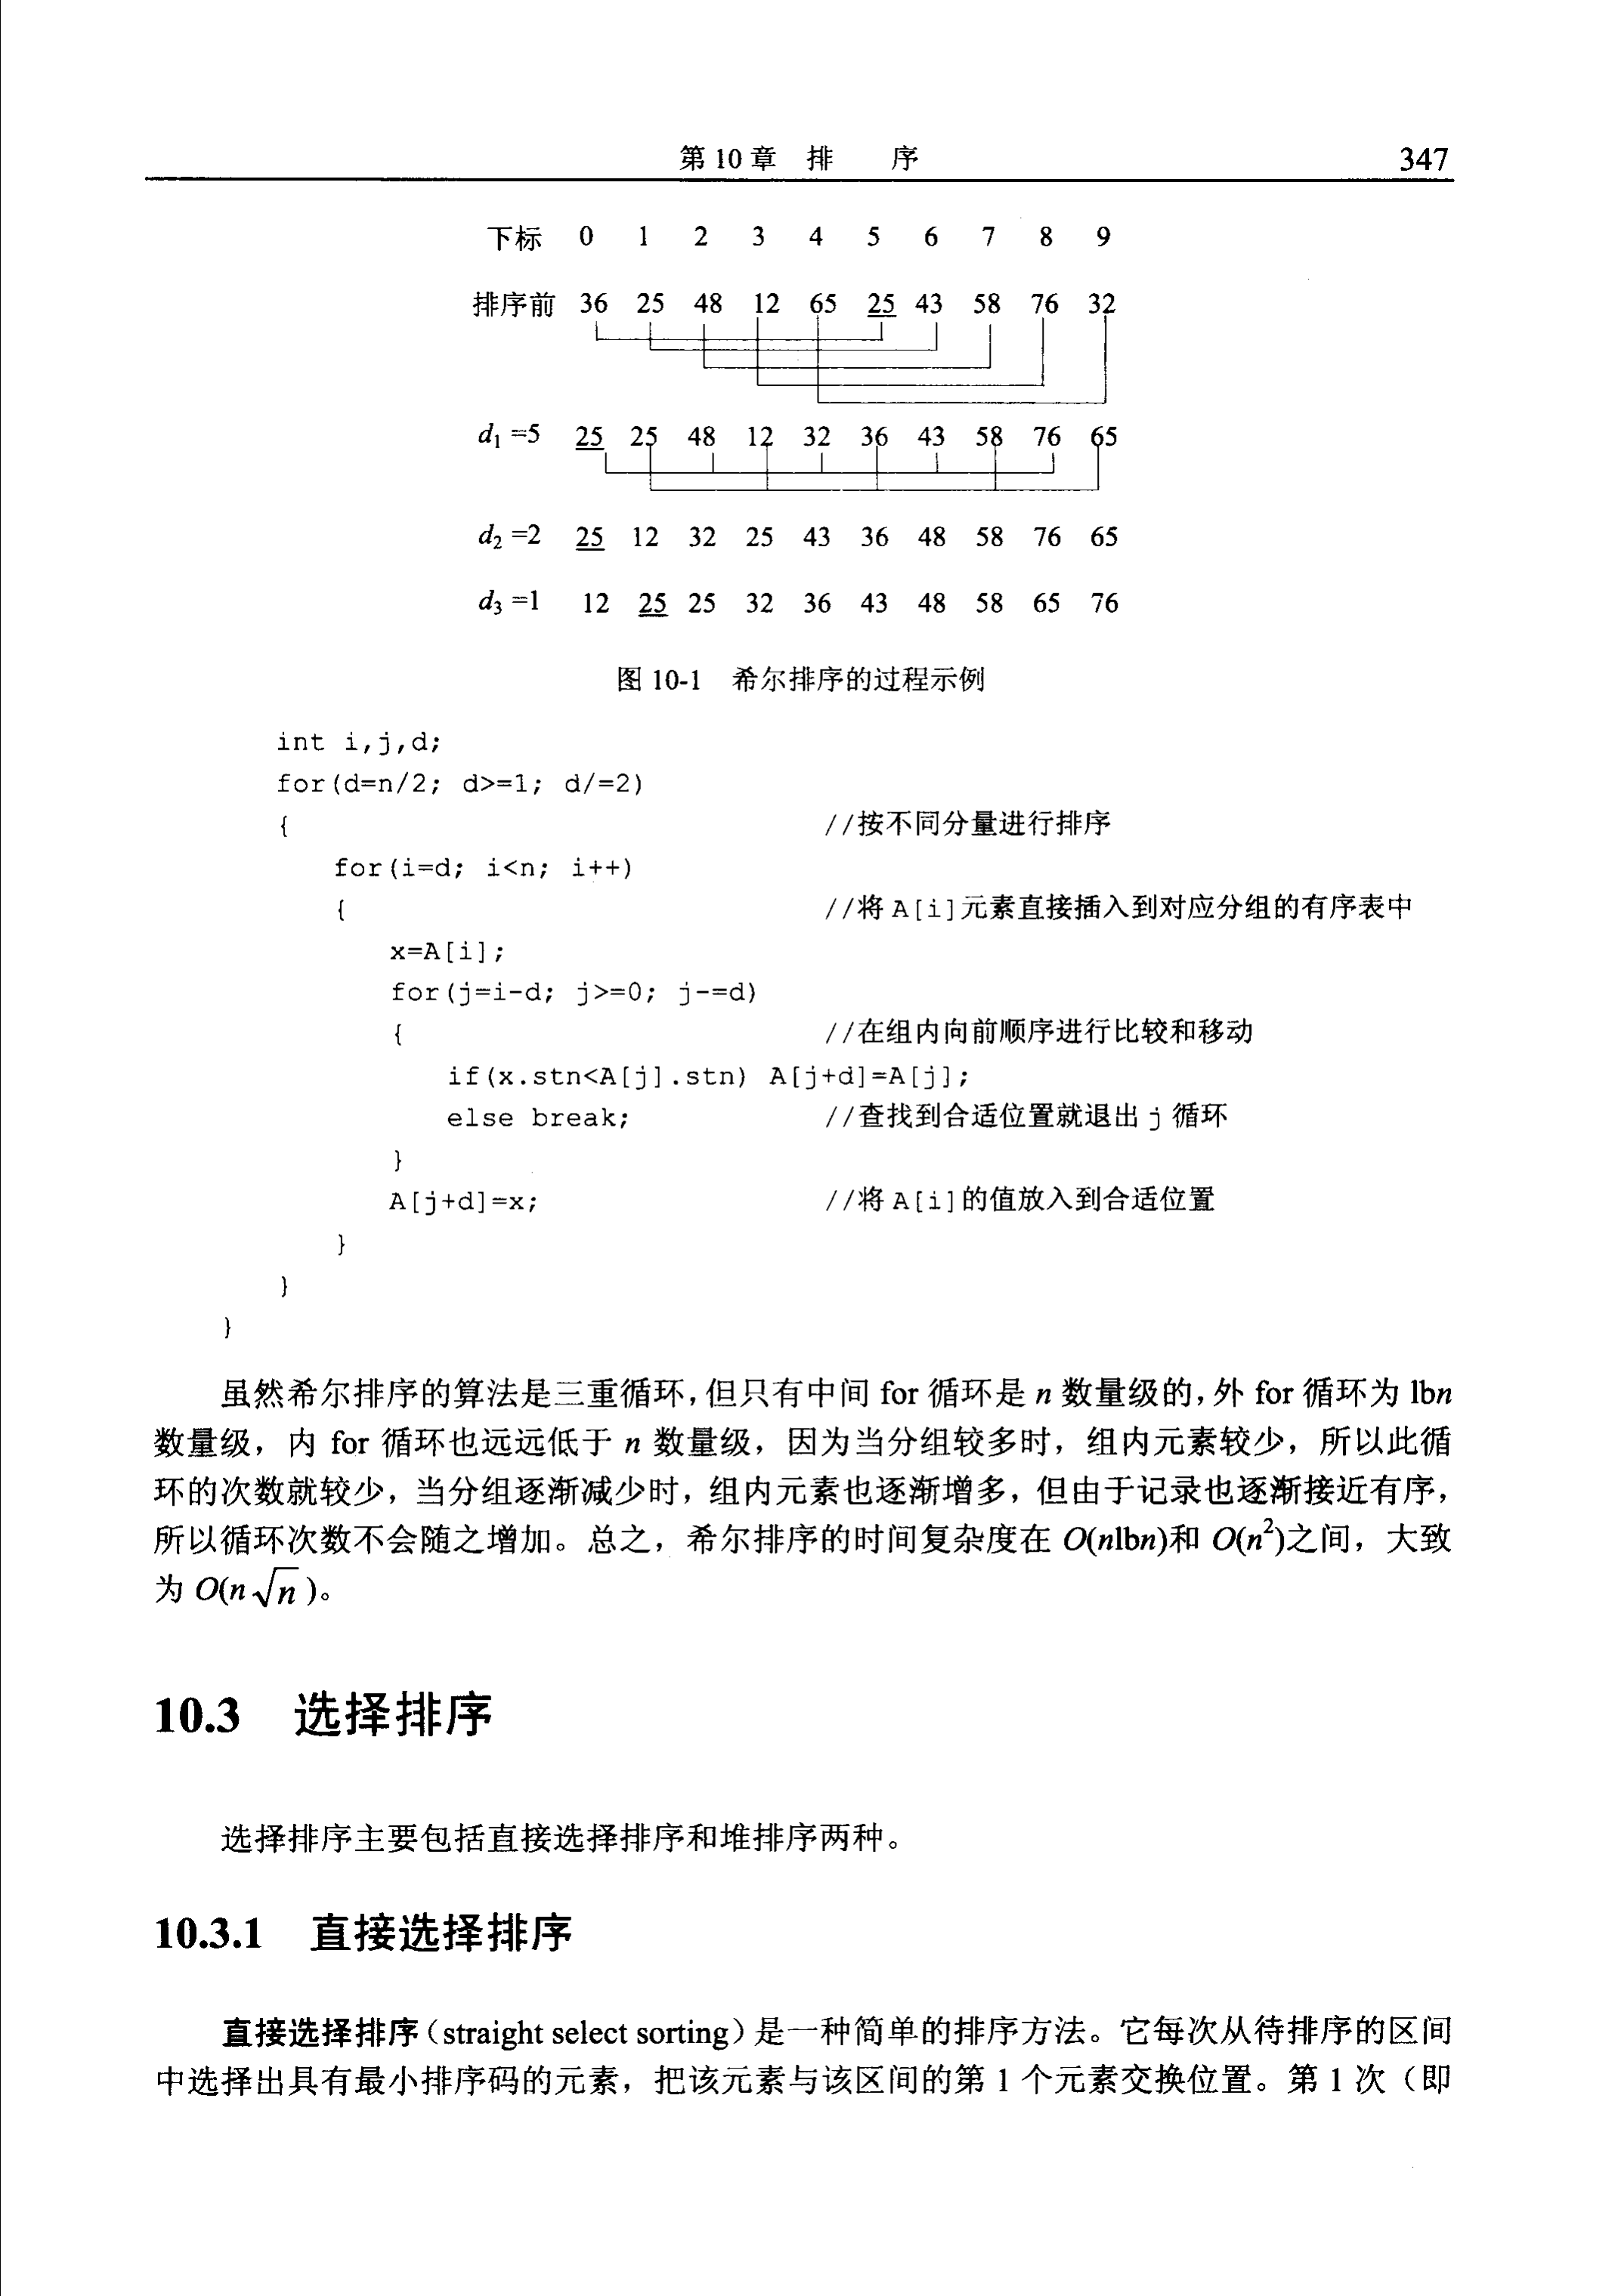 第 10 章 排 序 347
下标 0 1 2 3 4 5 6 7 8 9
排序前 36 25 48 12 65 25 43 58 76 32
d₁ =5 25 25 48 12 32 36 43 58 76 65
d₂ =2 25 12 32 25 43 36 48 58 76 65
d₃ =1 12 25 25 32 36 43 48 58 65 76
图 10-1 希尔排序的过程示例
int i,j,d;
for(d=n/2; d>=1; d/=2)
{ //按不同分量进行排序
for(i=d; i<n; i++)
{ //将 A[i]元素直接插入到对应分组的有序表中
x=A[i];
for(j=i-d; j>=0; j-=d)
{ //在组内向前顺序进行比较和移动
if(x.stn<A[j].stn) A[j+d]=A[j];
else break; //查找到合适位置就退出 j 循环
}
A[j+d]=x; //将 A[i]的值放入到合适位置
}
}
}
虽然希尔排序的算法是三重循环,但只有中间 for 循环是 n 数量级的,外 for 循环为 lbn
数量级，内 for 循环也远远低于 n 数量级，因为当分组较多时，组内元素较少，所以此循
环的次数就较少，当分组逐渐减少时，组内元素也逐渐增多，但由于记录也逐渐接近有序，
所以循环次数不会随之增加。总之，希尔排序的时间复杂度在 O(nlbn)和 O(n²)之间，大致
为 O(n√n)。
10.3 选择排序
选择排序主要包括直接选择排序和堆排序两种。
10.3.1 直接选择排序
直接选择排序（straight select sorting）是一种简单的排序方法。它每次从待排序的区间
中选择出具有最小排序码的元素，把该元素与该区间的第 1 个元素交换位置。第 1 次（即